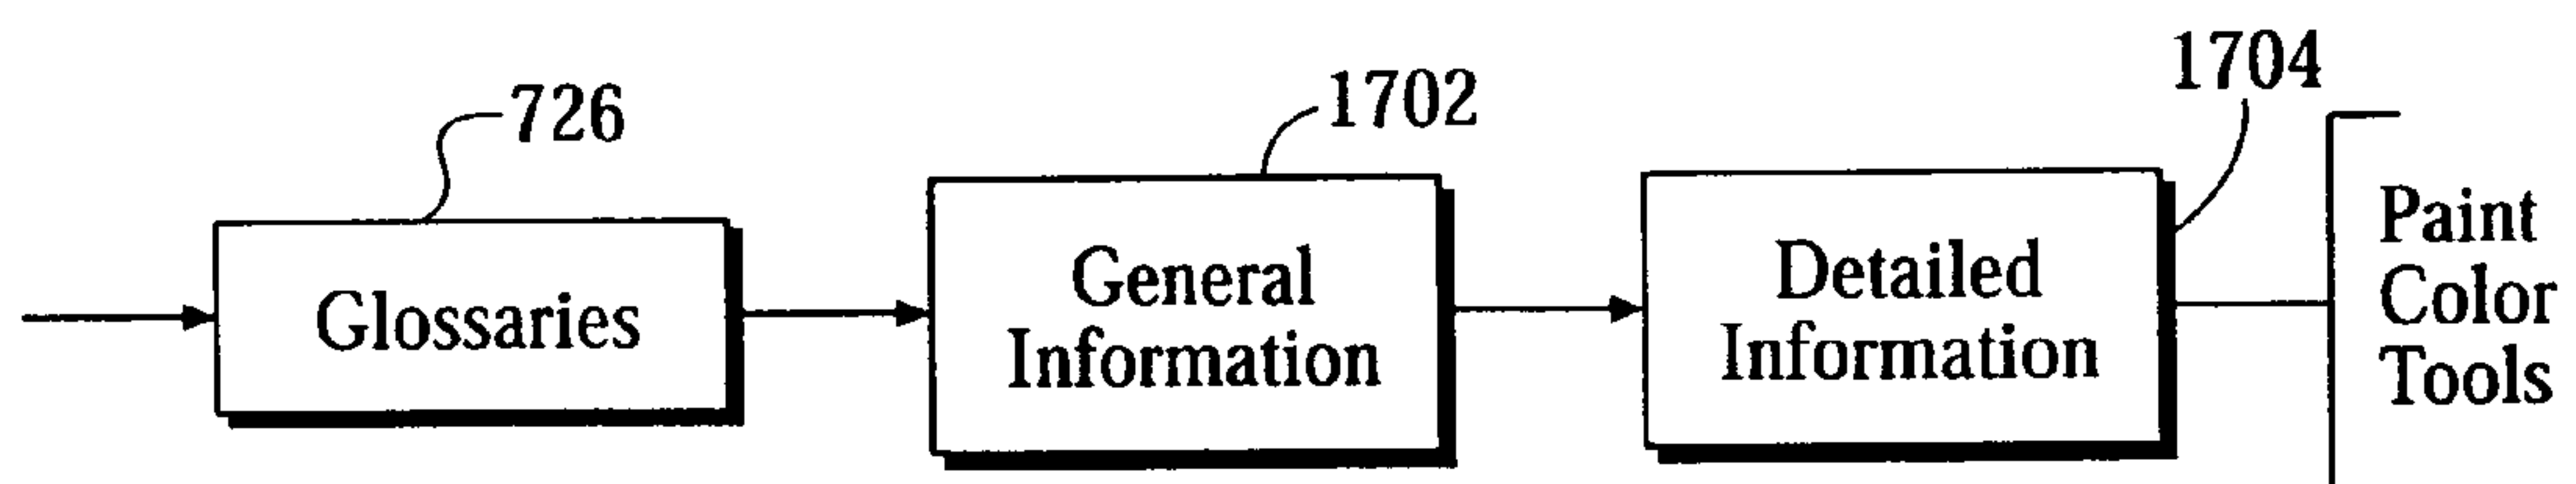 726
1702
1704
Glossaries
General
Information
Detailed
Information
Paint
Color
Tools